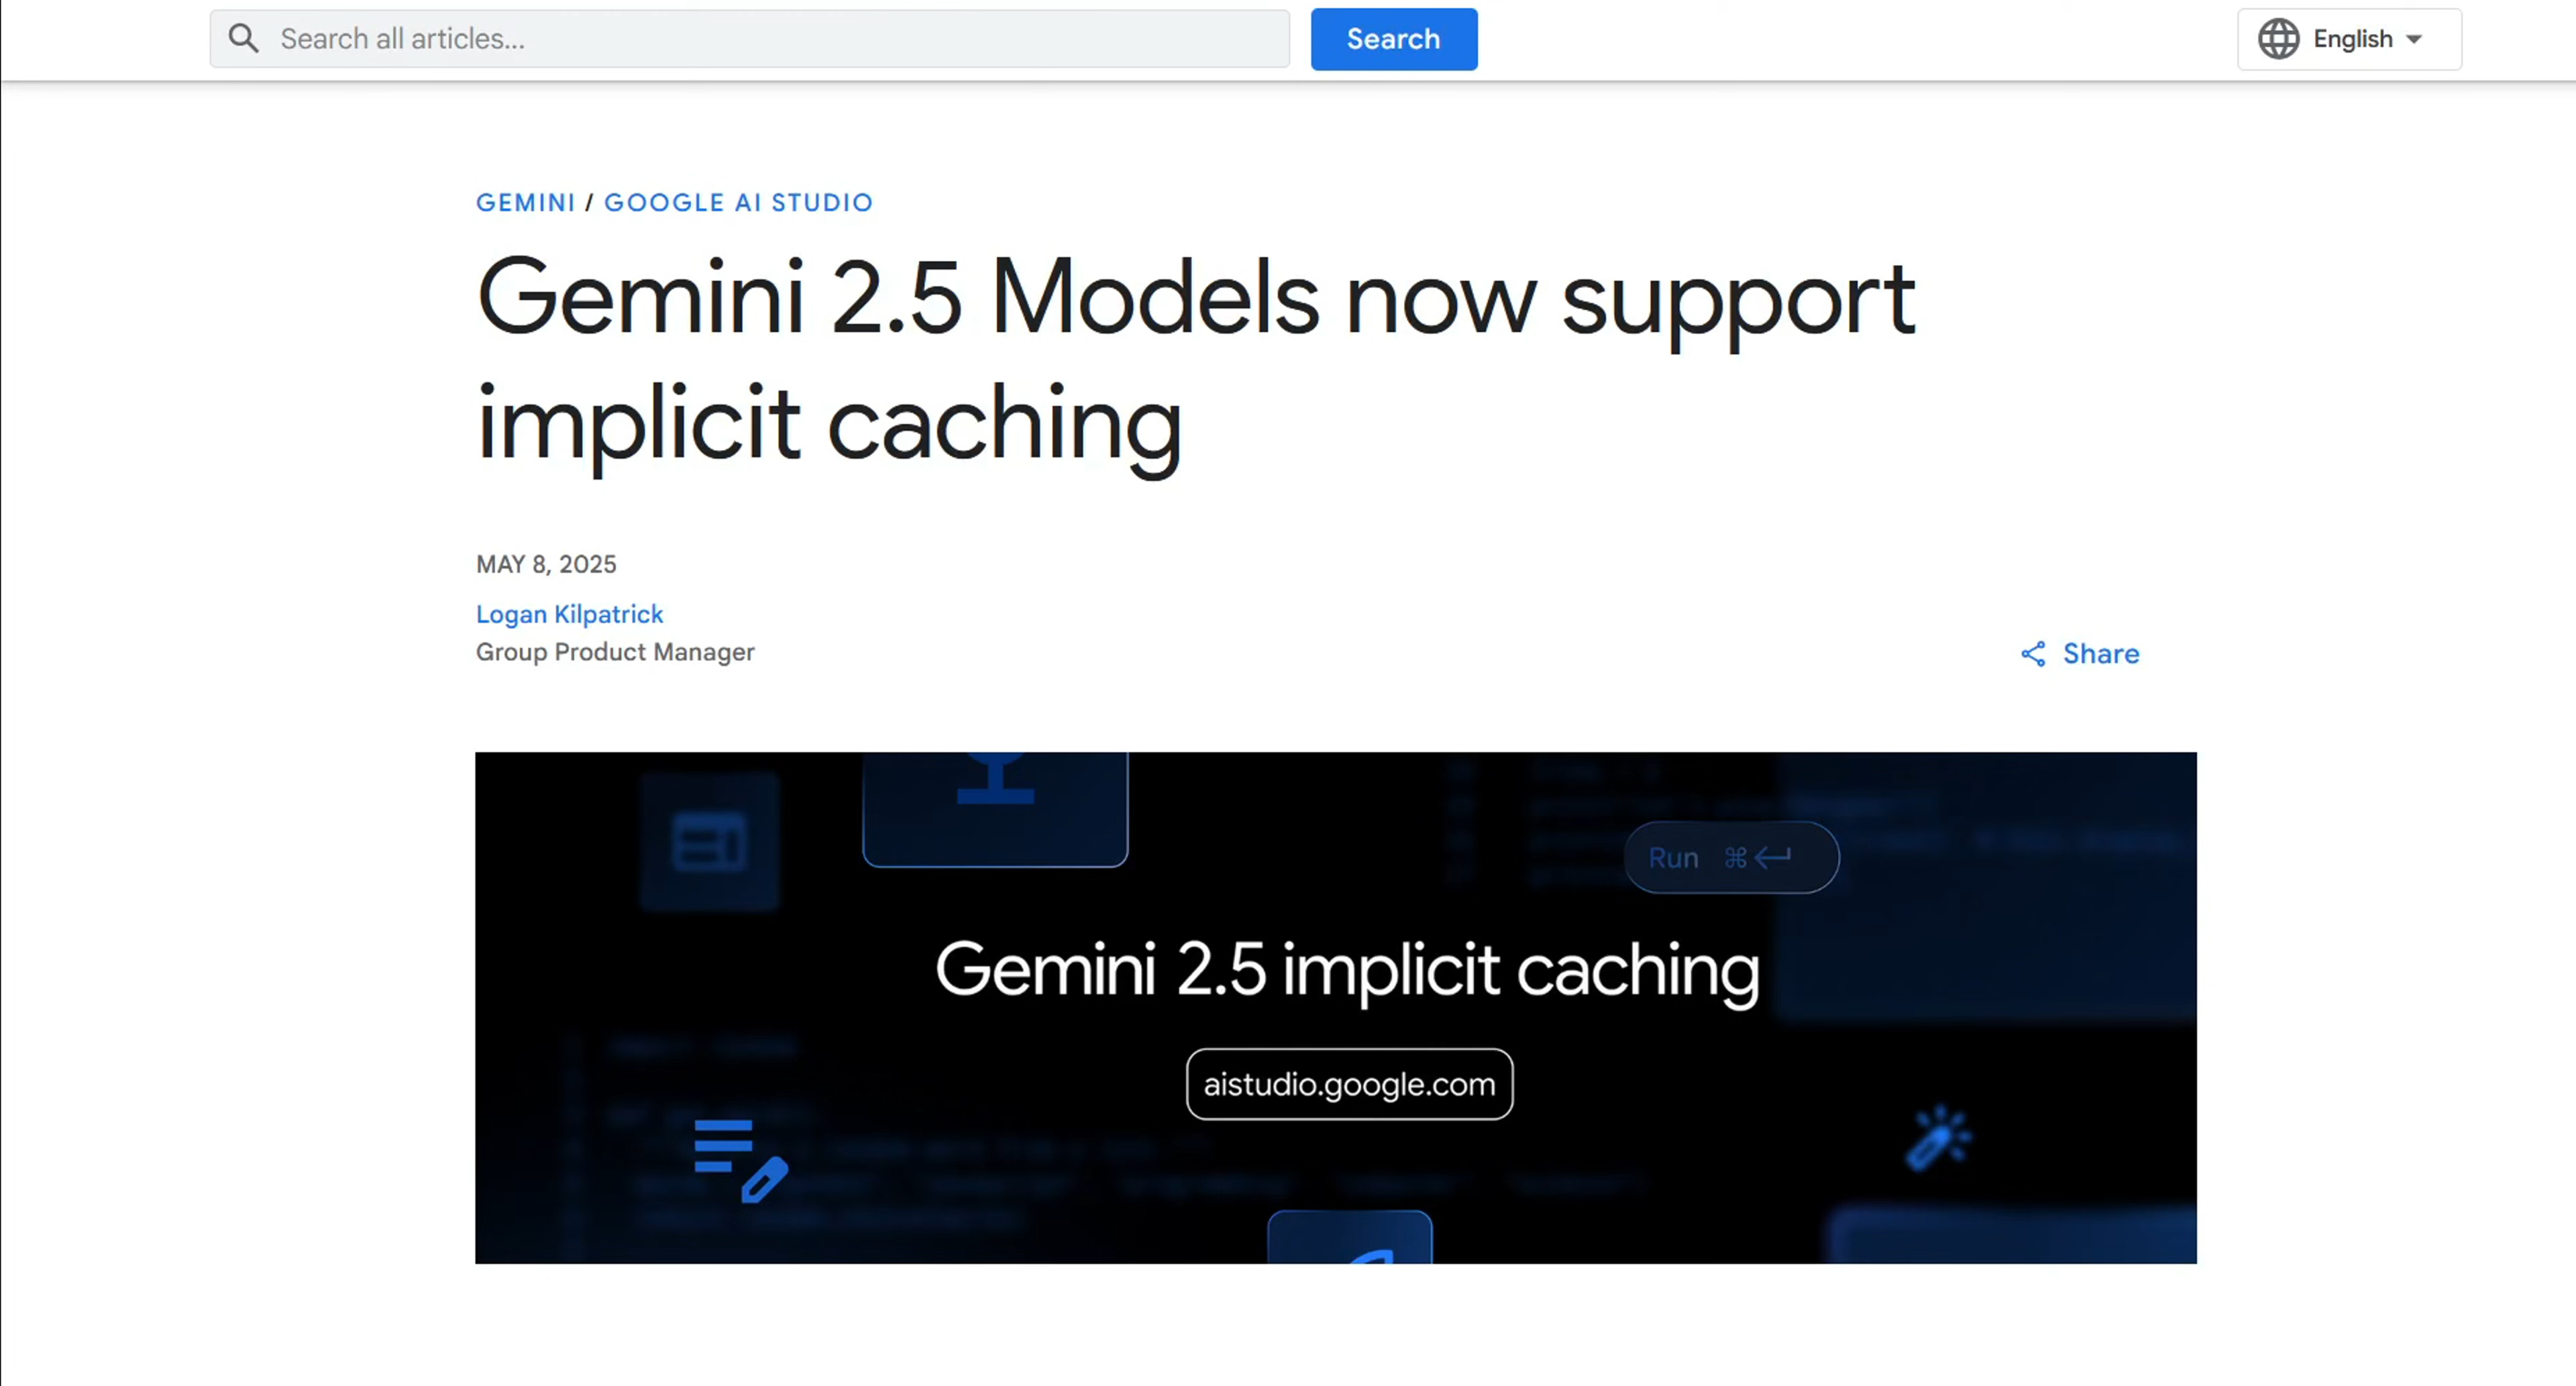 Search all articles...
Search
English
GEMINI / GOOGLE AI STUDIO
Gemini 2.5 Models now support
implicit caching
MAY 8, 2025
Logan Kilpatrick
Group Product Manager
Share
Run ⌘
Gemini 2.5 implicit caching
aistudio.google.com